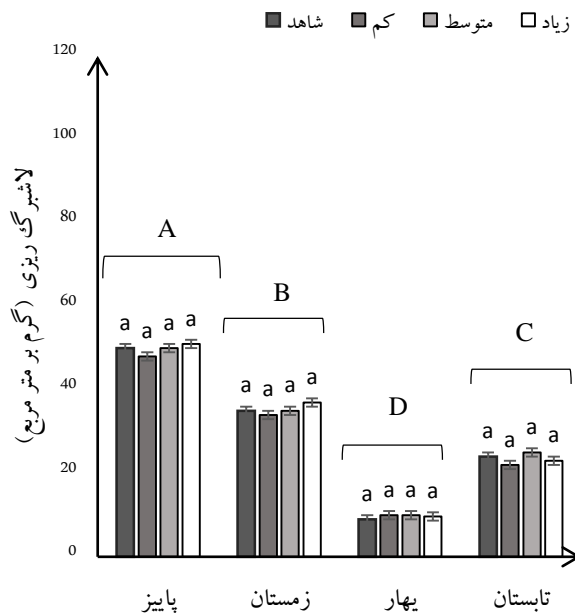 شاهد کم متوسط زیاد
120
100
80
60
40
20
0
لاشبرگ ریزی (گرم بر متر مربع)
A
B
C
D
a a a a
a a a a
a a a a
a a a a
پاییز زمستان یهار تابستان